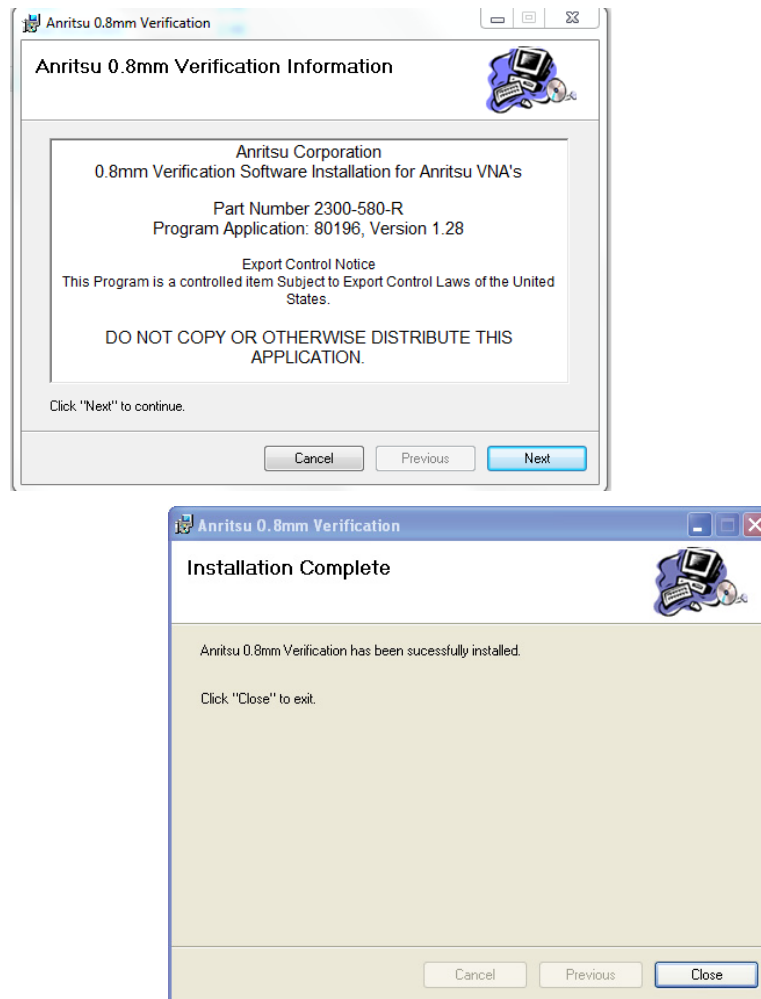 Anritsu 0.8mm Verification
Anritsu 0.8mm Verification Information
Anritsu Corporation
0.8mm Verification Software Installation for Anritsu VNA's
Part Number 2300-580-R
Program Application: 80196, Version 1.28
Export Control Notice
This Program is a controlled item Subject to Export Control Laws of the United
States.
DO NOT COPY OR OTHERWISE DISTRIBUTE THIS
APPLICATION.
Click "Next" to continue.
Cancel Previous Next
Anritsu 0.8mm Verification
Installation Complete
Anritsu 0.8mm Verification has been sucessfully installed.
Click "Close" to exit.
Cancel Previous Close